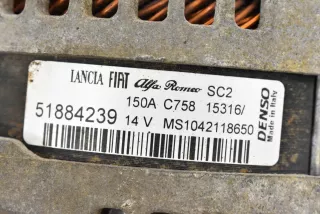 LANCIA FIAT Alfa Romeo SC2
150A C758 15316/
51884239 14 V MS1042118650
DENSO
Made in Italy